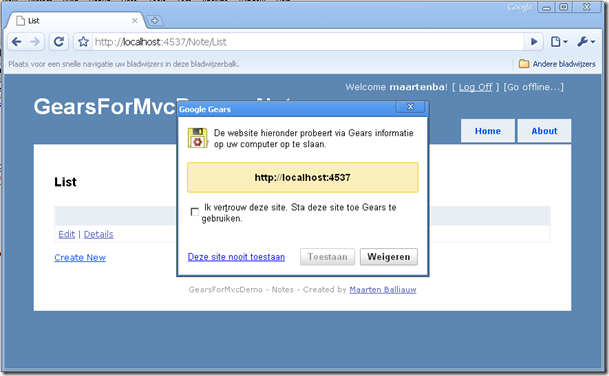 Google
List
http://localhost:4537/Note/List
Plaats voor een snelle navigatie uw bladwijzers in deze bladwijzerbalk.
Andere bladwijzers
Welcome maartenba! [ Log Off ] [Go offline...]
GearsForMvcDemo - Notes
Home
About
Google Gears
De website hieronder probeert via Gears informatie
op uw computer op te slaan.
http://localhost:4537
Ik vertrouw deze site. Sta deze site toe Gears te
gebruiken.
Deze site nooit toestaan
Toestaan
Weigeren
List
Edit | Details
Create New
GearsForMvcDemo - Notes - Created by Maarten Balliauw